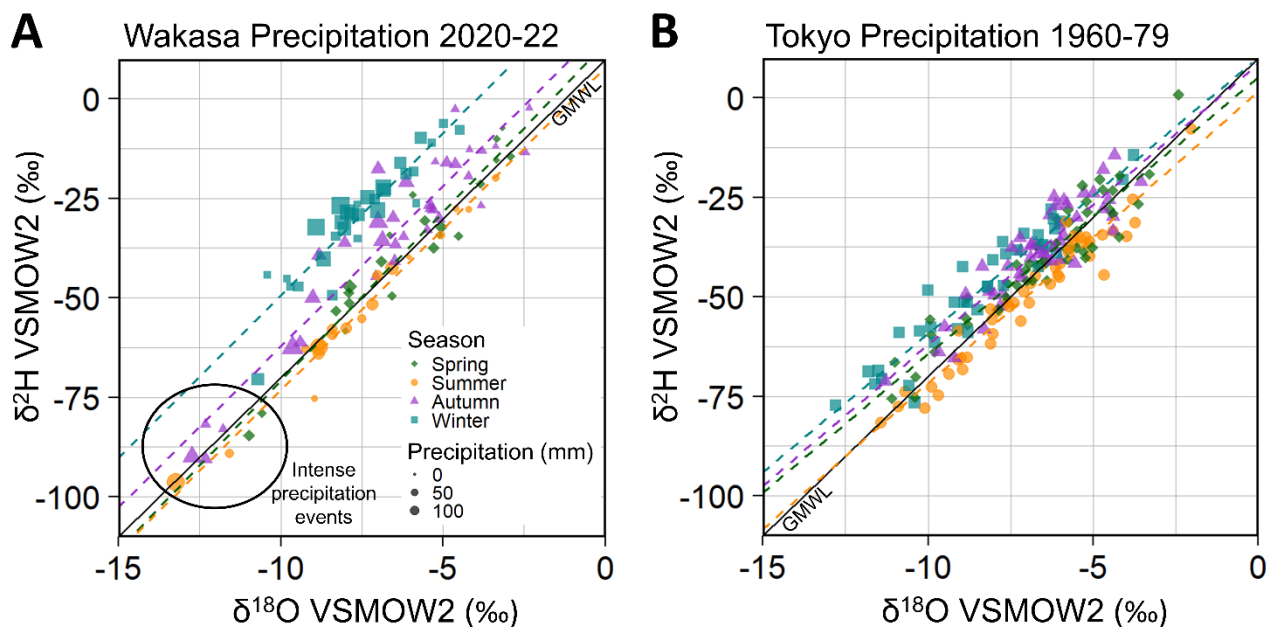 A Wakasa Precipitation 2020-22
δ²H VSMOW2 (‰)
0
-25
-50
-75
-100
GMWL
Season
Spring
Summer
Autumn
Winter
Precipitation (mm)
0
50
100
Intense
precipitation
events
-15 -10 -5 0
δ¹⁸O VSMOW2 (‰)
B Tokyo Precipitation 1960-79
δ²H VSMOW2 (‰)
0
-25
-50
-75
-100
GMWL
-15 -10 -5 0
δ¹⁸O VSMOW2 (‰)